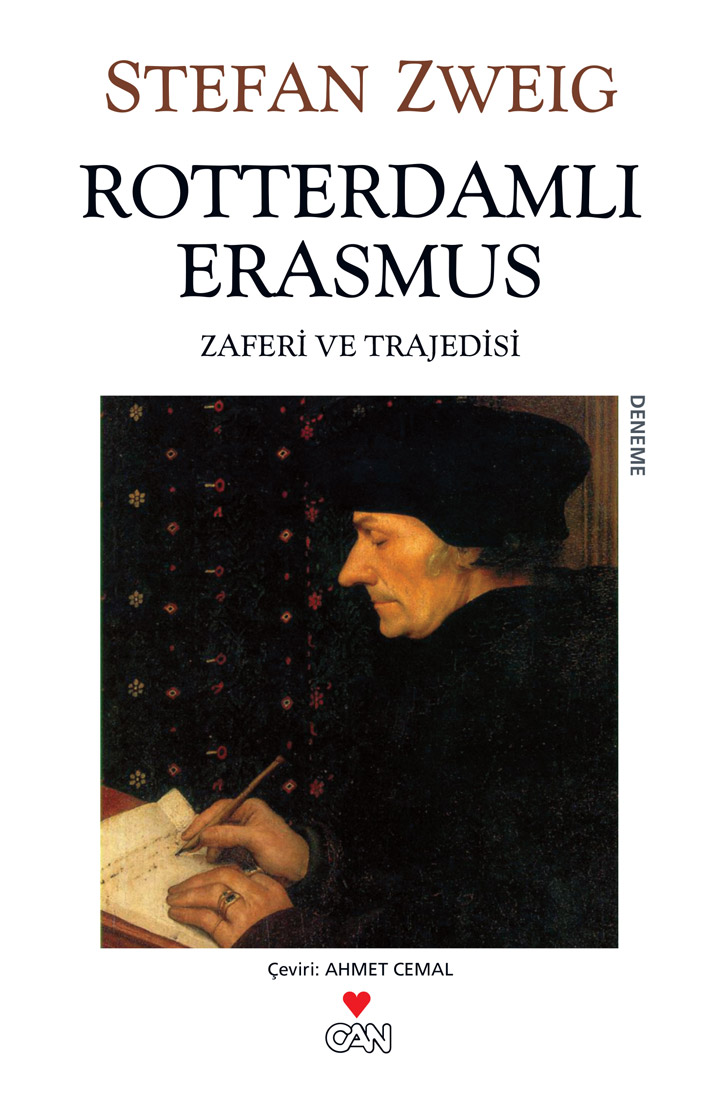 STEFAN ZWEIG
ROTTERDAMLI
ERASMUS
ZAFERİ VE TRAJEDİSİ
DENEME
Çeviri: AHMET CEMAL
CAN